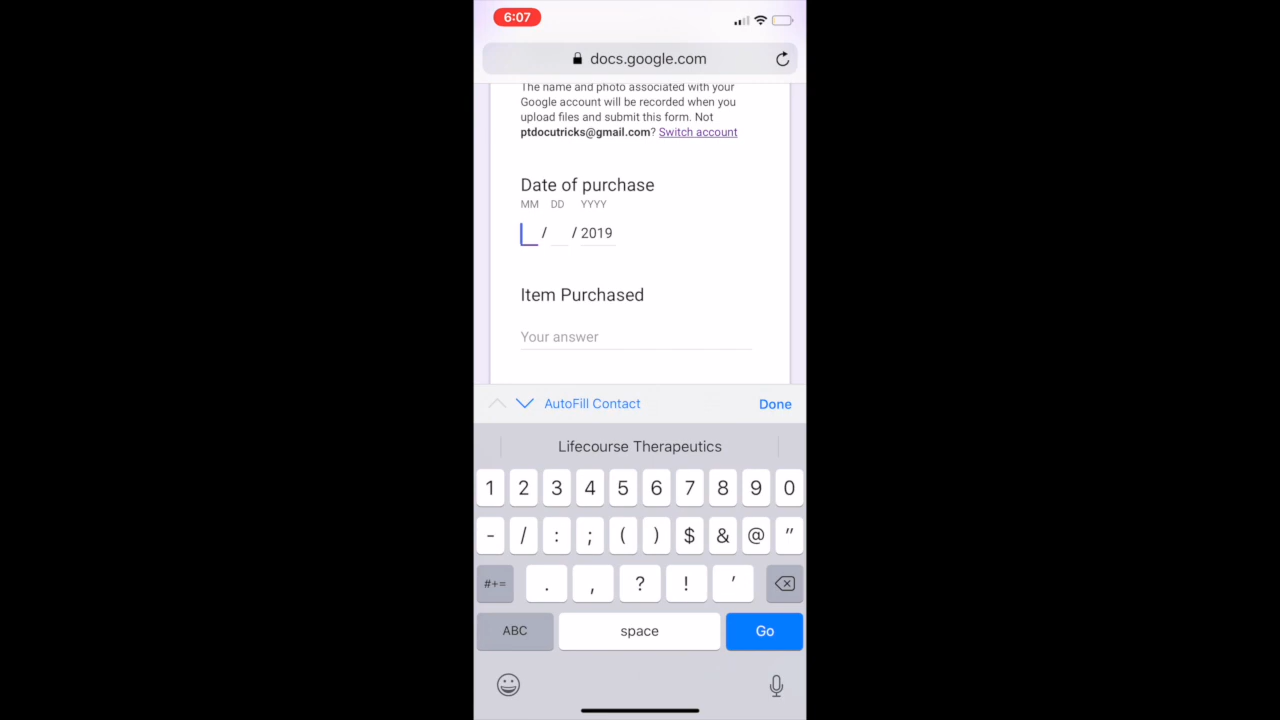 6:07
docs.google.com
The name and photo associated with your
Google account will be recorded when you
upload files and submit this form. Not
ptdocutricks@gmail.com? Switch account
Date of purchase
MM DD YYYY
/ / 2019
Item Purchased
Your answer
AutoFill Contact Done
Lifecourse Therapeutics
1 2 3 4 5 6 7 8 9 0
- / : ; ( ) $ & @ "
#+= . , ? ! ' 
ABC space Go